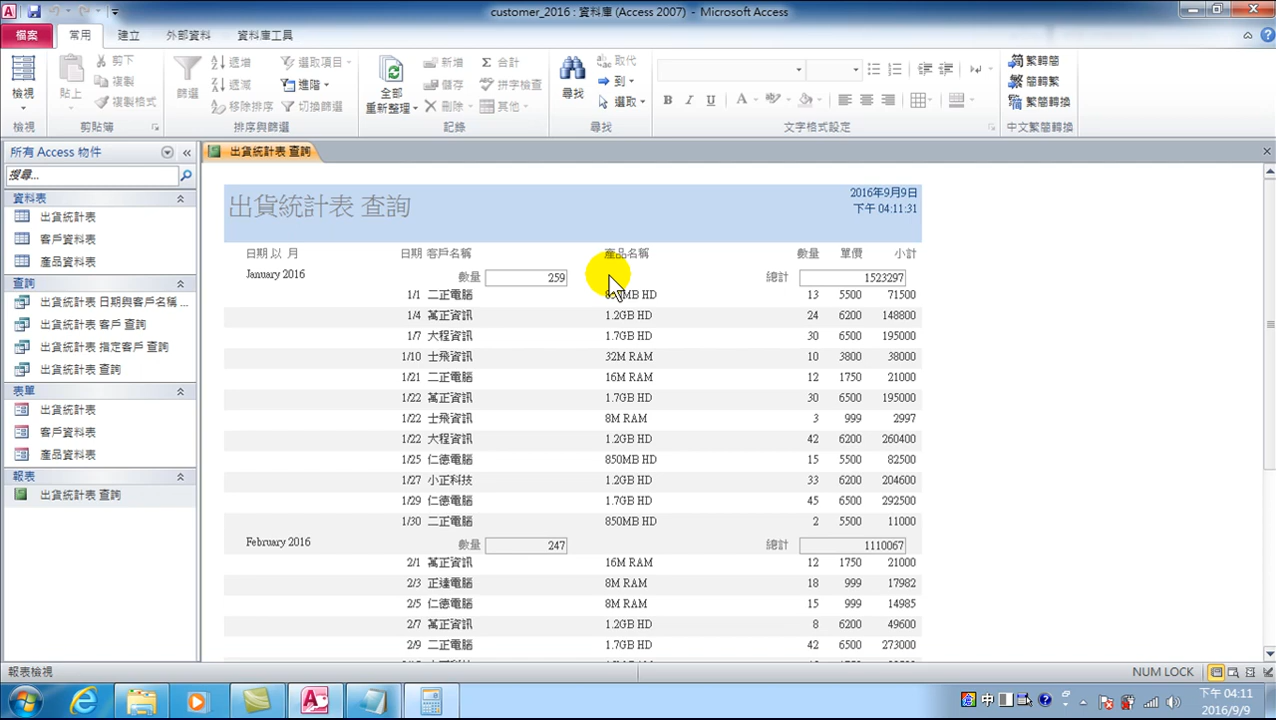 customer_2016 : 資料庫 (Access 2007) - Microsoft Access
檔案 常用 建立 外部資料 資料庫工具
檢視 貼上 剪下 複製 複製格式 篩選 遞增 遞減 移除排序 選取項目 進階 切換篩選 全部重新整理 新增 儲存 刪除 合計 拼字檢查 其他 尋找 取代 到 選取 B I U A 繁轉簡 簡轉繁 繁簡轉換
檢視 剪貼簿 排序與篩選 記錄 尋找 文字格式設定 中文繁簡轉換
所有 Access 物件
搜尋...
資料表
出貨統計表
客戶資料表
產品資料表
查詢
出貨統計表 日期與客戶名稱 ...
出貨統計表 客戶 查詢
出貨統計表 指定客戶 查詢
出貨統計表 查詢
表單
出貨統計表
客戶資料表
產品資料表
報表
出貨統計表 查詢
出貨統計表 查詢
出貨統計表 查詢
2016年9月9日
下午 04:11:31
日期 以 月 日期 客戶名稱 產品名稱 數量 單價 小計
January 2016 數量 259 總計 1523297
1/1 二正電腦 850MB HD 13 5500 71500
1/4 萬正資訊 1.2GB HD 24 6200 148800
1/7 大程資訊 1.7GB HD 30 6500 195000
1/10 士飛資訊 32M RAM 10 3800 38000
1/21 二正電腦 16M RAM 12 1750 21000
1/22 萬正資訊 1.7GB HD 30 6500 195000
1/22 士飛資訊 8M RAM 3 999 2997
1/22 大程資訊 1.2GB HD 42 6200 260400
1/25 仁德電腦 850MB HD 15 5500 82500
1/27 小正科技 1.2GB HD 33 6200 204600
1/29 仁德電腦 1.7GB HD 45 6500 292500
1/30 二正電腦 850MB HD 2 5500 11000
February 2016 數量 247 總計 1110067
2/1 萬正資訊 16M RAM 12 1750 21000
2/3 正達電腦 8M RAM 18 999 17982
2/5 仁德電腦 8M RAM 15 999 14985
2/7 萬正資訊 1.2GB HD 8 6200 49600
2/9 二正電腦 1.7GB HD 42 6500 273000
報表檢視 NUM LOCK
中
下午 04:11
2016/9/9